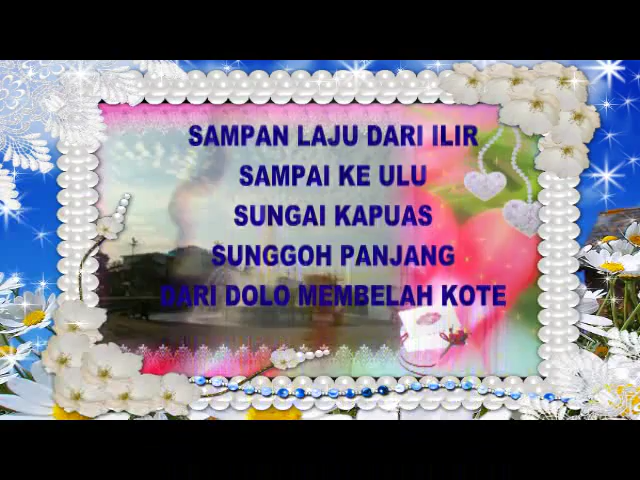 SAMPAN LAJU DARI ILIR
SAMPAI KE ULU
SUNGAI KAPUAS
SUNGGOH PANJANG
DARI DOLO MEMBELAH KOTE